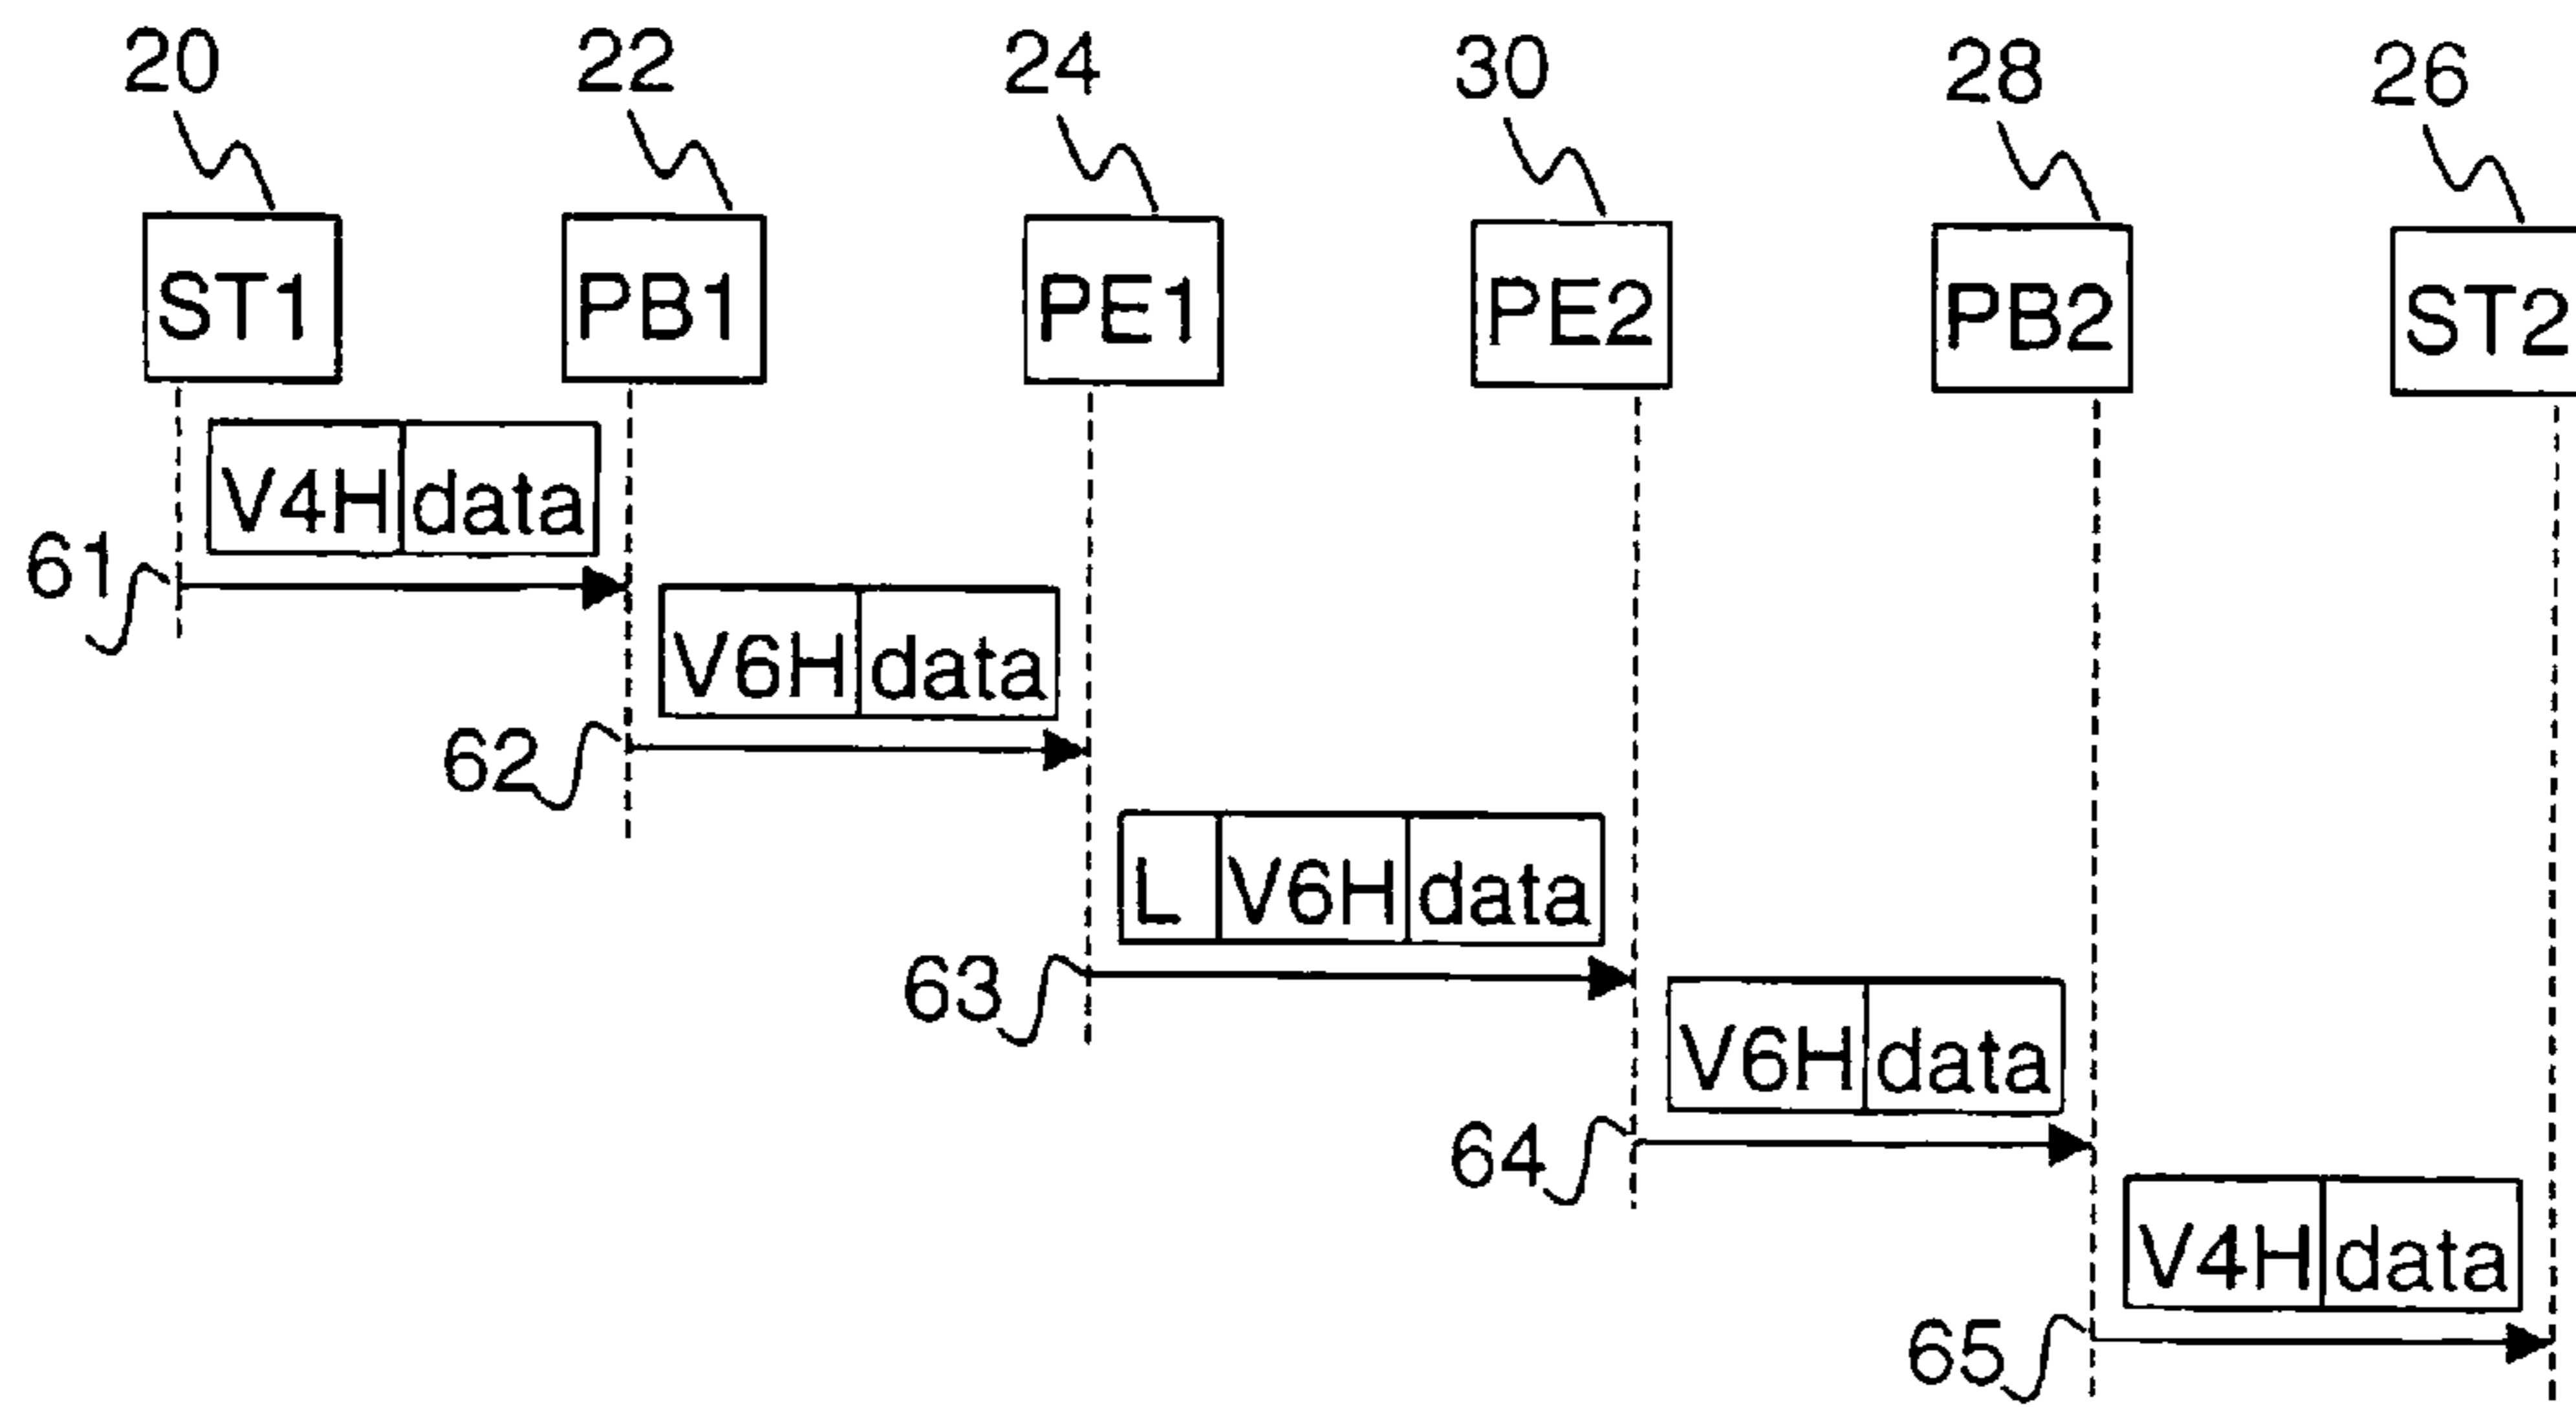 20 22 24 30 28 26
ST1 PB1 PE1 PE2 PB2 ST2
V4H data
61
V6H data
62
L V6H data
63
V6H data
64
V4H data
65